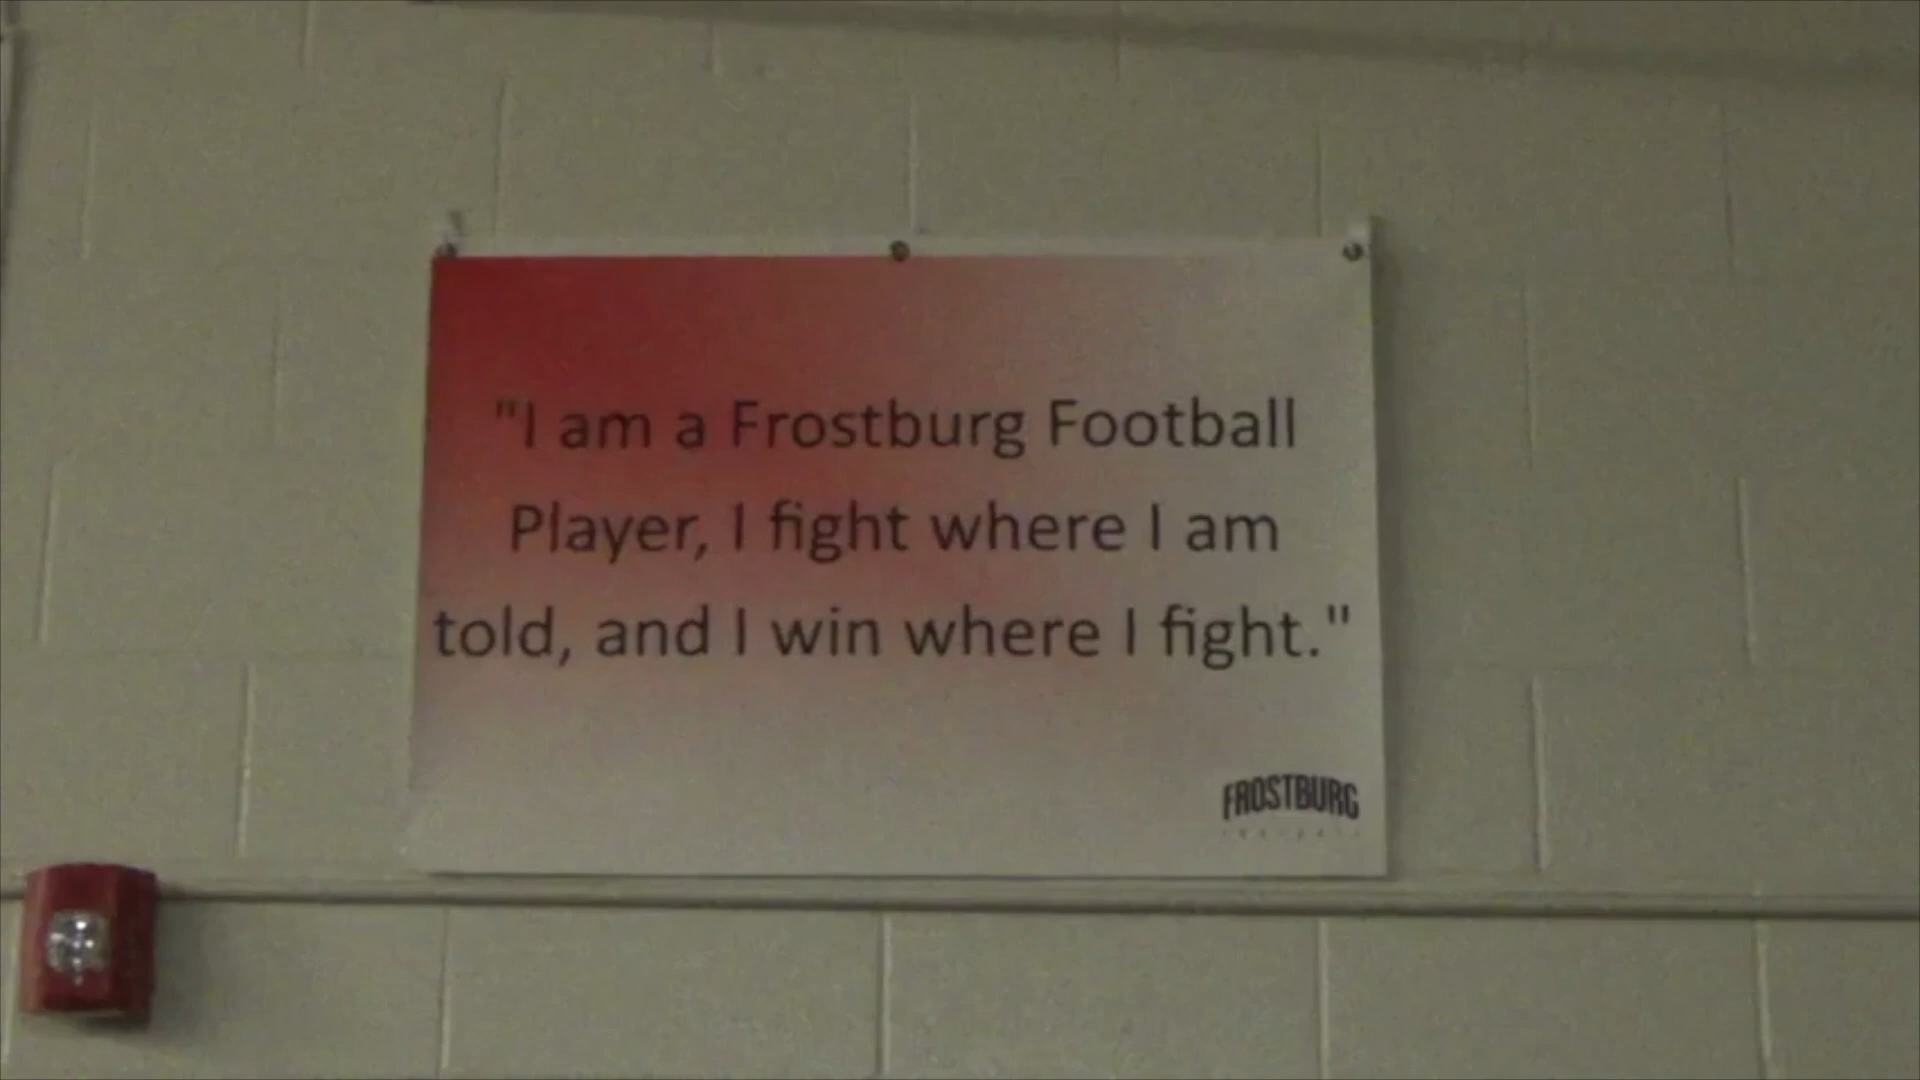 "I am a Frostburg Football
Player, I fight where I am
told, and I win where I fight."
FROSTBURG